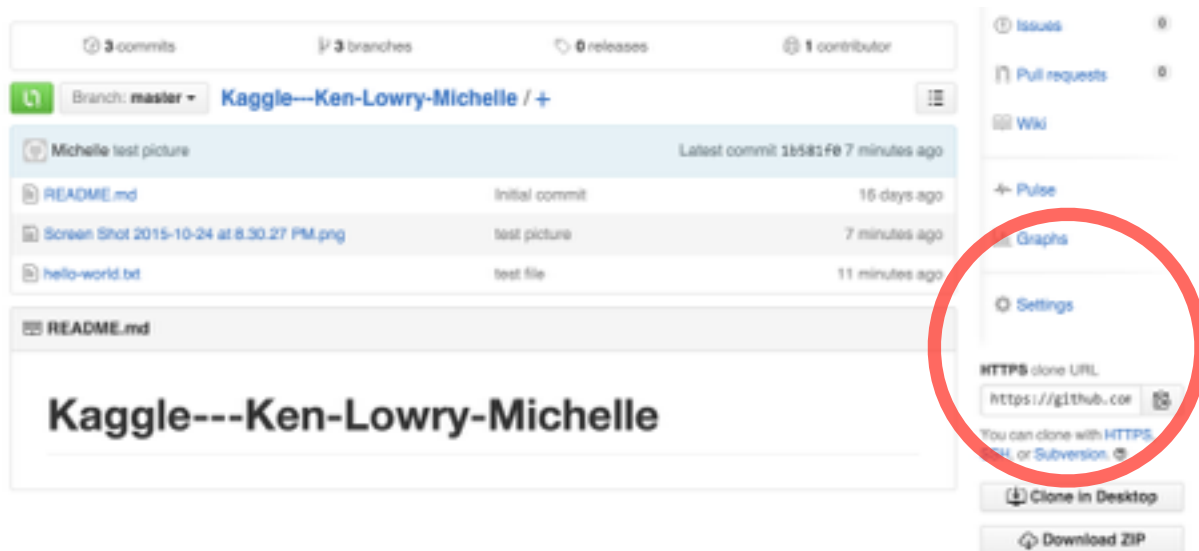 3 commits 3 branches 0 releases 1 contributor
Branch: master Kaggle---Ken-Lowry-Michelle / +
Michelle test picture Latest commit 1b581f0 7 minutes ago
README.md Initial commit 16 days ago
Screen Shot 2015-10-24 at 8.30.27 PM.png test picture 7 minutes ago
hello-world.txt test file 11 minutes ago
README.md
Kaggle---Ken-Lowry-Michelle
Issues 0
Pull requests 0
Wiki
Pulse
Graphs
Settings
HTTPS clone URL
https://github.cor
You can clone with HTTPS,
SSH, or Subversion.
Clone in Desktop
Download ZIP